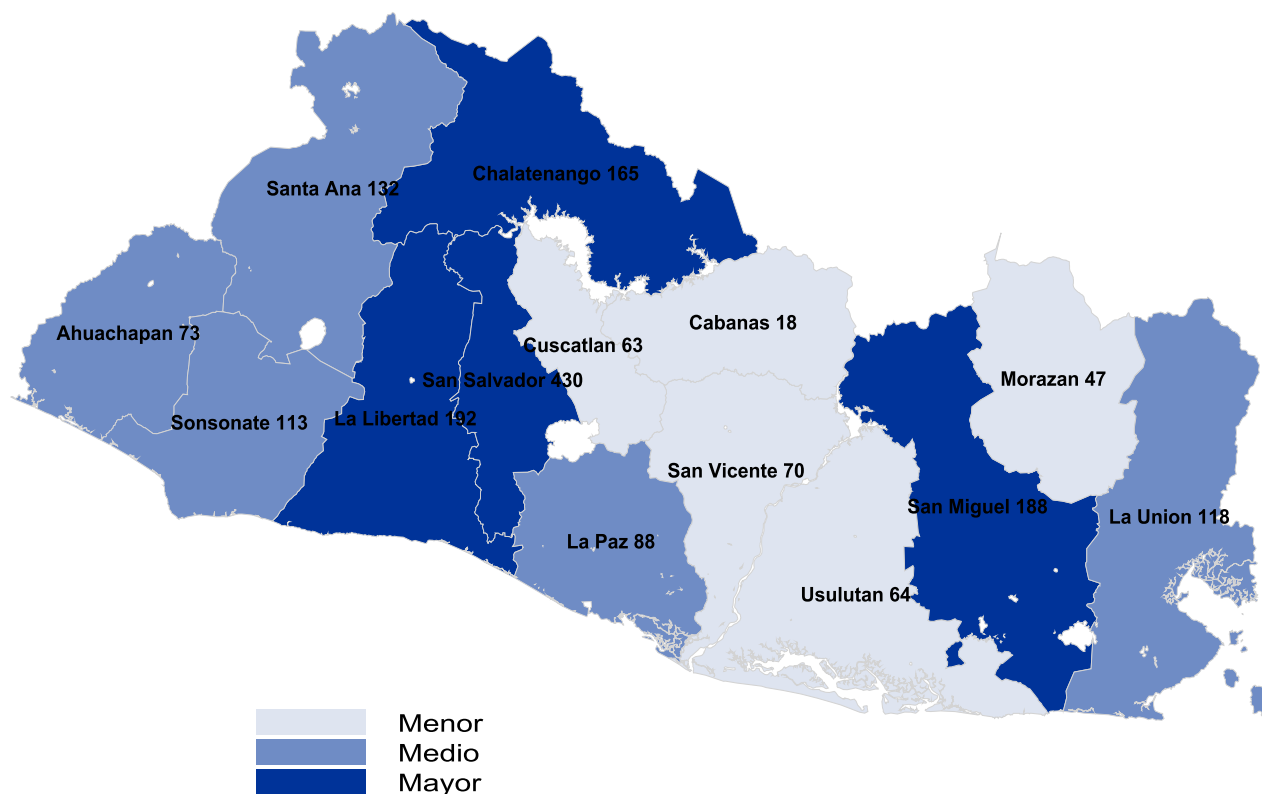 Chalatenango 165
Santa Ana 132
Cabanas 18
Ahuachapan 73
Cuscatlan 63
San Salvador 430
Morazan 47
La Libertad 192
Sonsonate 113
San Vicente 70
San Miguel 188
La Union 118
La Paz 88
Usulutan 64
Menor
Medio
Mayor